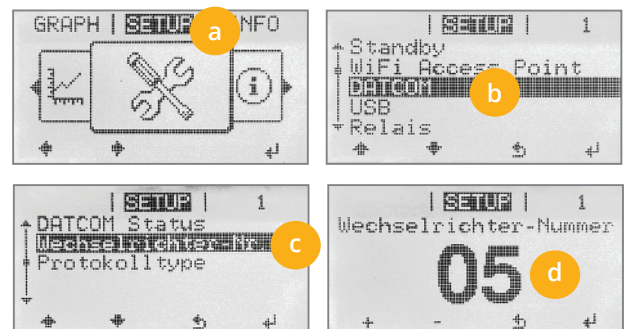 GRAPH | SETUP NFO
a
| SETUP | 1
Standby
WiFi Access Point
DATCOM
b
USB
Relais
| SETUP | 1
DATCOM Status
Wechselrichter-Nr.
c
Protokolltype
| SETUP | 1
Wechselrichter-Nummer
05
d
+ -